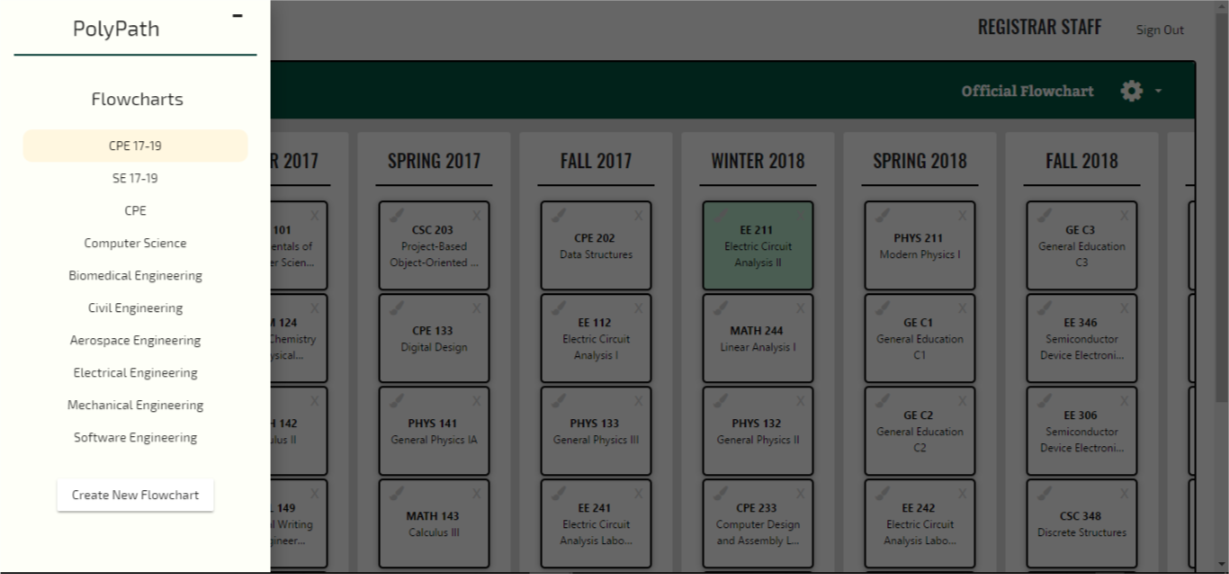 PolyPath
Flowcharts
CPE 17-19
SE 17-19
CPE
Computer Science
Biomedical Engineering
Civil Engineering
Aerospace Engineering
Electrical Engineering
Mechanical Engineering
Software Engineering
Create New Flowchart
REGISTRAR STAFF
Sign Out
Official Flowchart
R 2017
101
entals of
er Scien...
X
124
Chemistry
ysical...
X
142
ulus II
X
149
l Writing
gineer...
X
SPRING 2017
X
CSC 203
Project-Based
Object-Oriented ...
X
CPE 133
Digital Design
X
PHYS 141
General Physics IA
X
MATH 143
Calculus III
FALL 2017
X
CPE 202
Data Structures
X
EE 112
Electric Circuit
Analysis I
X
PHYS 133
General Physics III
X
EE 241
Electric Circuit
Analysis Labo...
WINTER 2018
EE 211
Electric Circuit
Analysis II
X
MATH 244
Linear Analysis I
X
PHYS 132
General Physics II
X
CPE 233
Computer Design
and Assembly L...
SPRING 2018
X
PHYS 211
Modern Physics I
X
GE C1
General Education
C1
X
GE C2
General Education
C2
X
EE 242
Electric Circuit
Analysis Labo...
FALL 2018
X
GE C3
General Education
C3
X
EE 346
Semiconductor
Device Electroni...
X
EE 306
Semiconductor
Device Electroni...
X
CSC 348
Discrete Structures